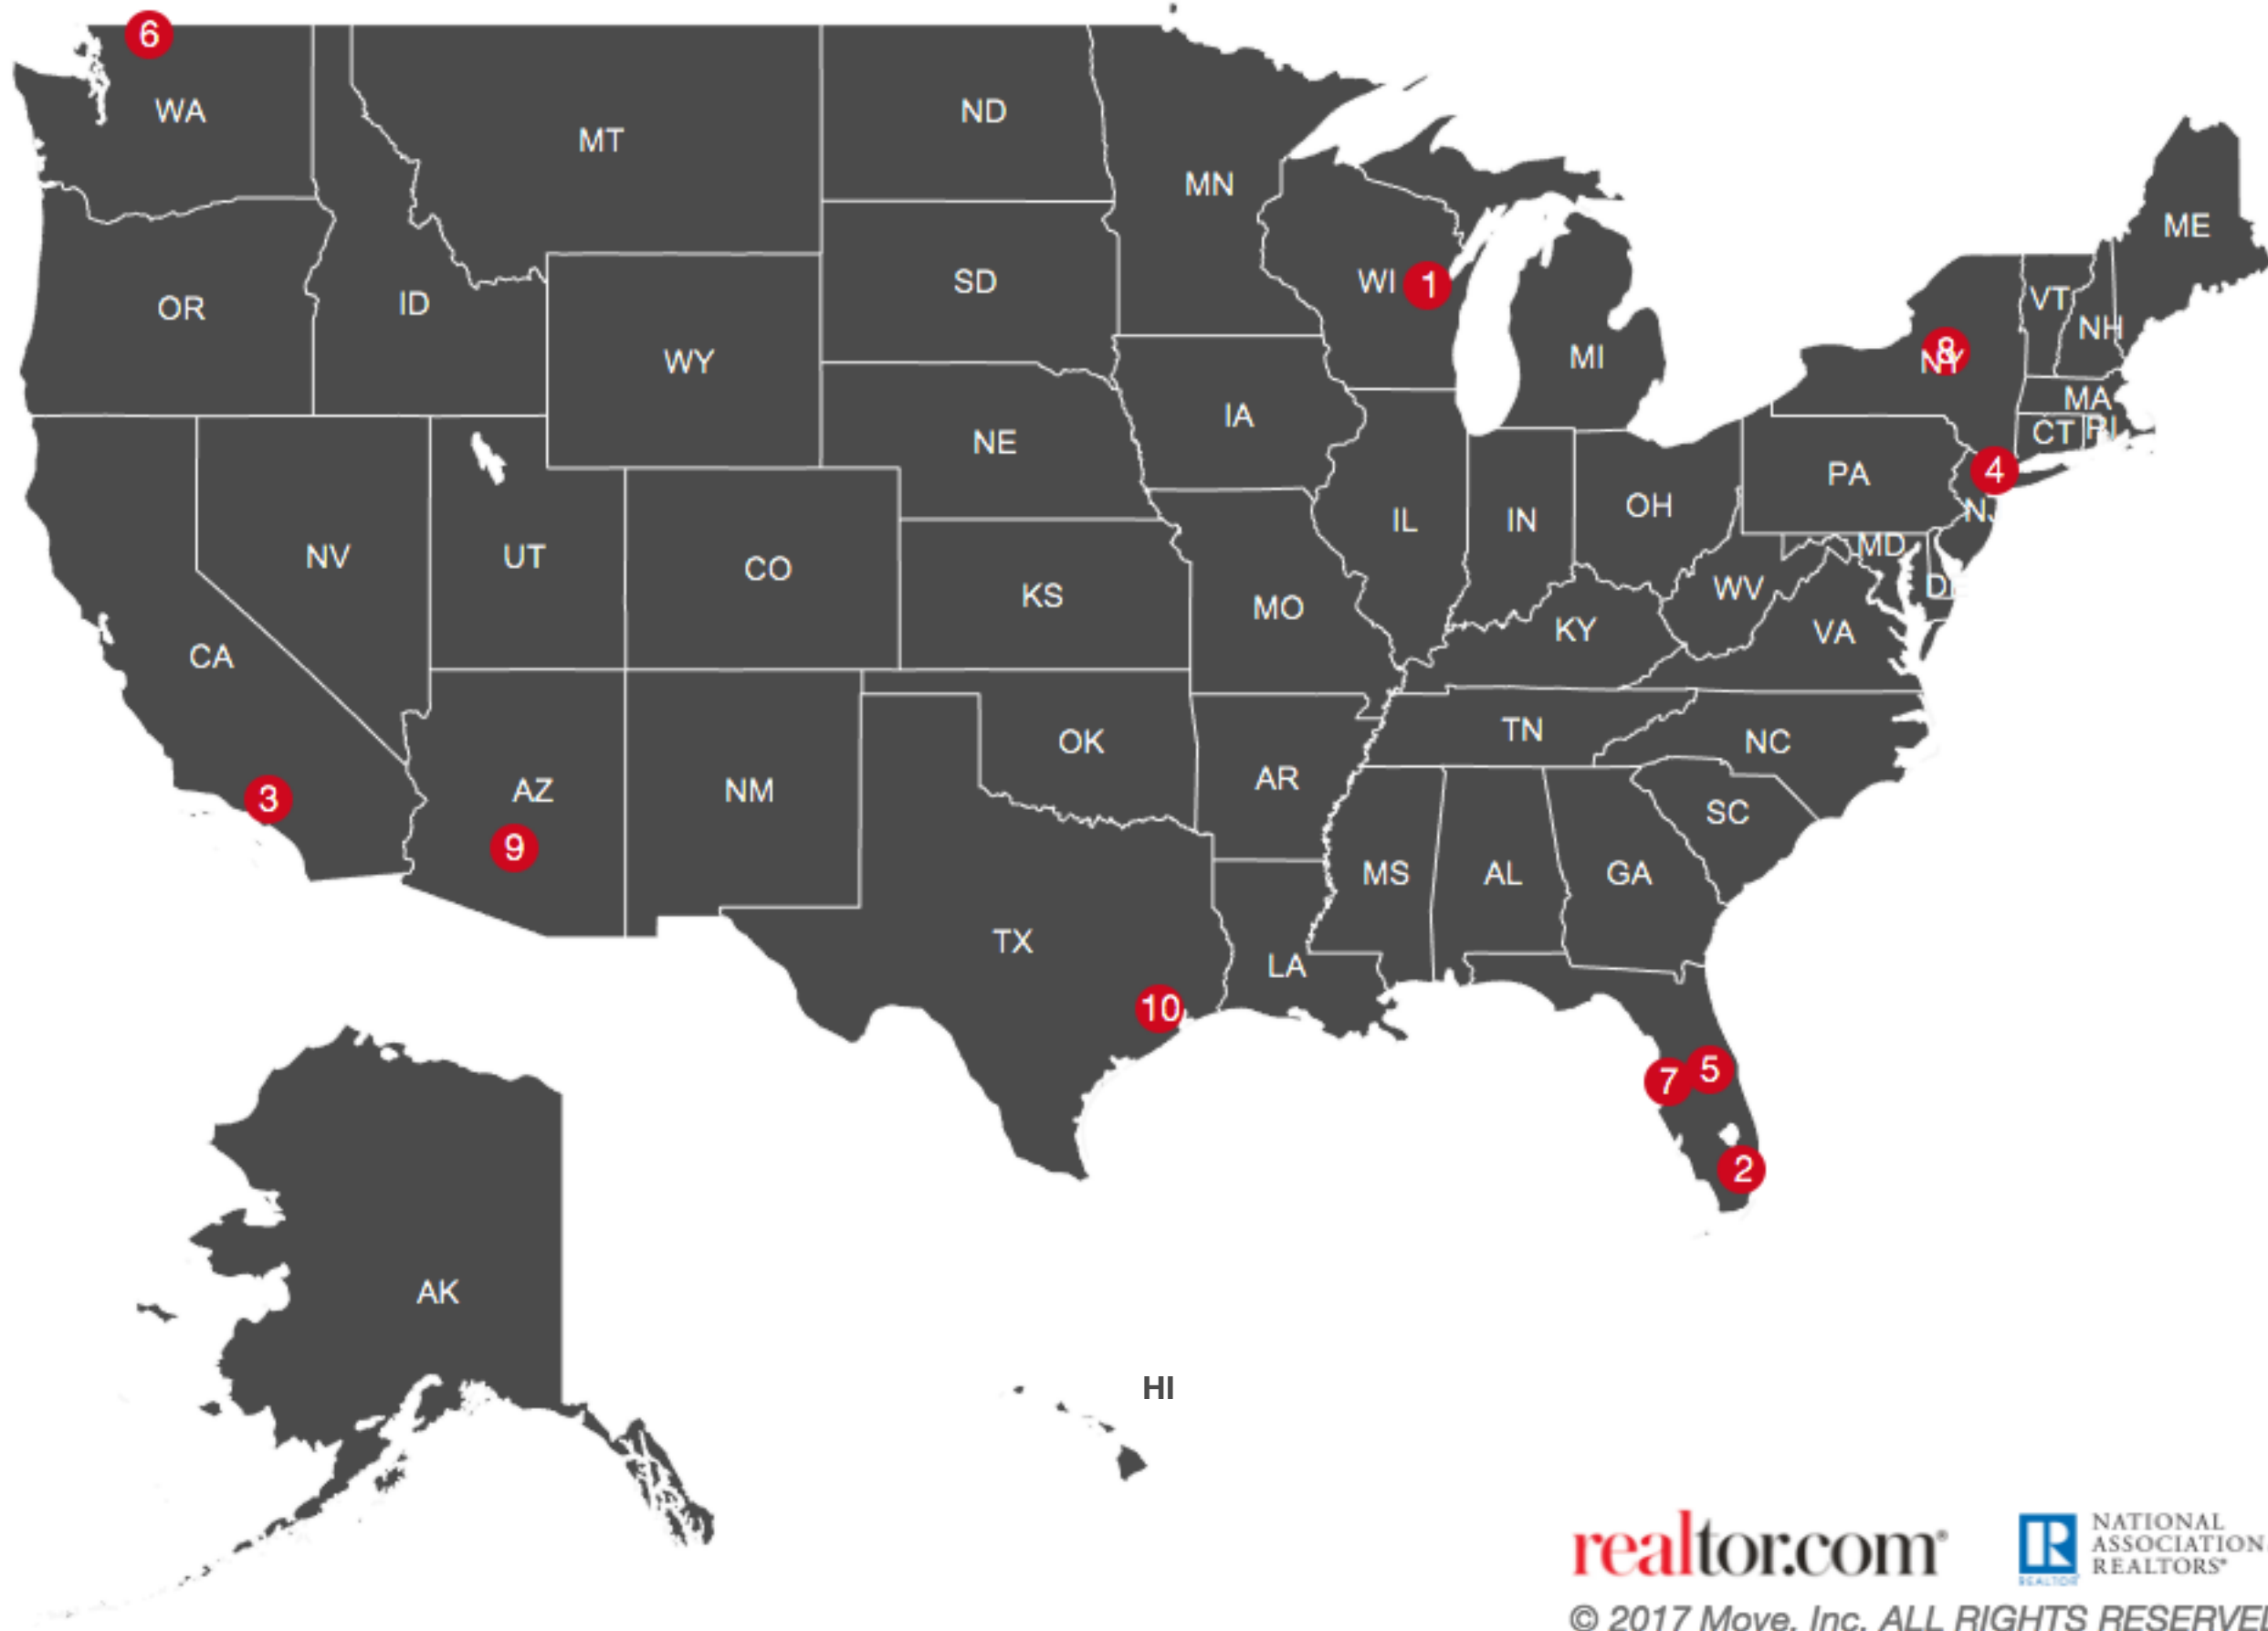 6
WA
MT
ND
MN
ME
OR
ID
SD
WI
1
VT
NH
WY
MI
8
NY
IA
MA
NE
CT
RI
PA
4
OH
IL
IN
NJ
NV
UT
CO
MD
KS
WV
D
MO
KY
VA
CA
TN
OK
NC
AZ
NM
AR
3
SC
9
MS
AL
GA
TX
LA
10
7
5
2
AK
HI
realtor.com®
R
REALTOR®
NATIONAL
ASSOCIATION
REALTORS®
© 2017 Move, Inc. ALL RIGHTS RESERVE